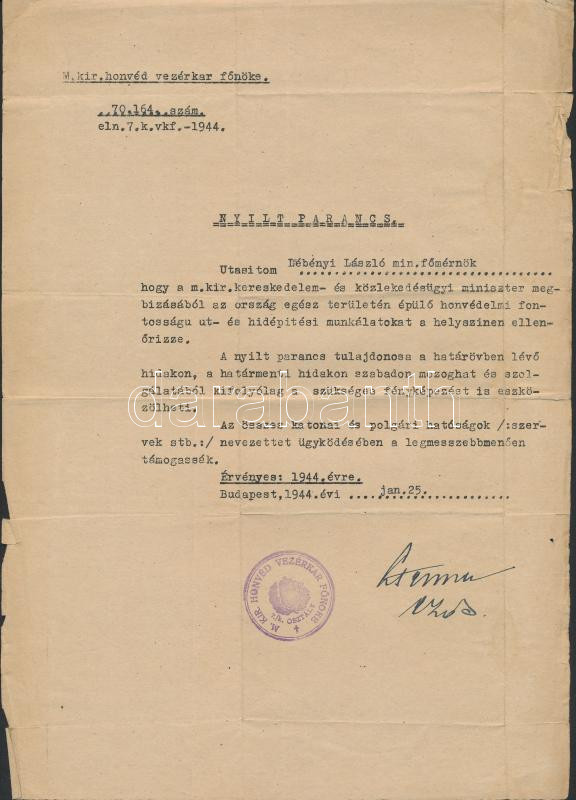 M.kir.honvéd vezérkar főnöke.
..70.164..szám.
eln.7.k.vkf.-1944.
NYILT PARANCS.
Utasitom Lébényi László min.főmérnök
hogy a m.kir.kereskedelem- és közlekedésügyi miniszter meg-
bizásából az ország egész területén épülő honvédelmi fon-
tosságu ut- és hidépitési munkálatokat a helyszinen ellen-
őrizze.
A nyilt parancs tulajdonosa a határövben lévő
hidakon, a határmenti hidakon szabadon mozoghat és szol-
gálatából kifolyólag a szükséges fényképezést is eszkö-
zölheti.
Az összes katonai és polgári hatóságok /:szer-
vek stb.:/ nevezettet ügyködésében a legmesszebbmenően
támogassák.
Érvényes: 1944.évre.
Budapest,1944.évi ....jan.25...............
M. KIR. HONVÉD VEZÉRKAR FŐNÖKE
7./k. OSZTÁLY
darabanth